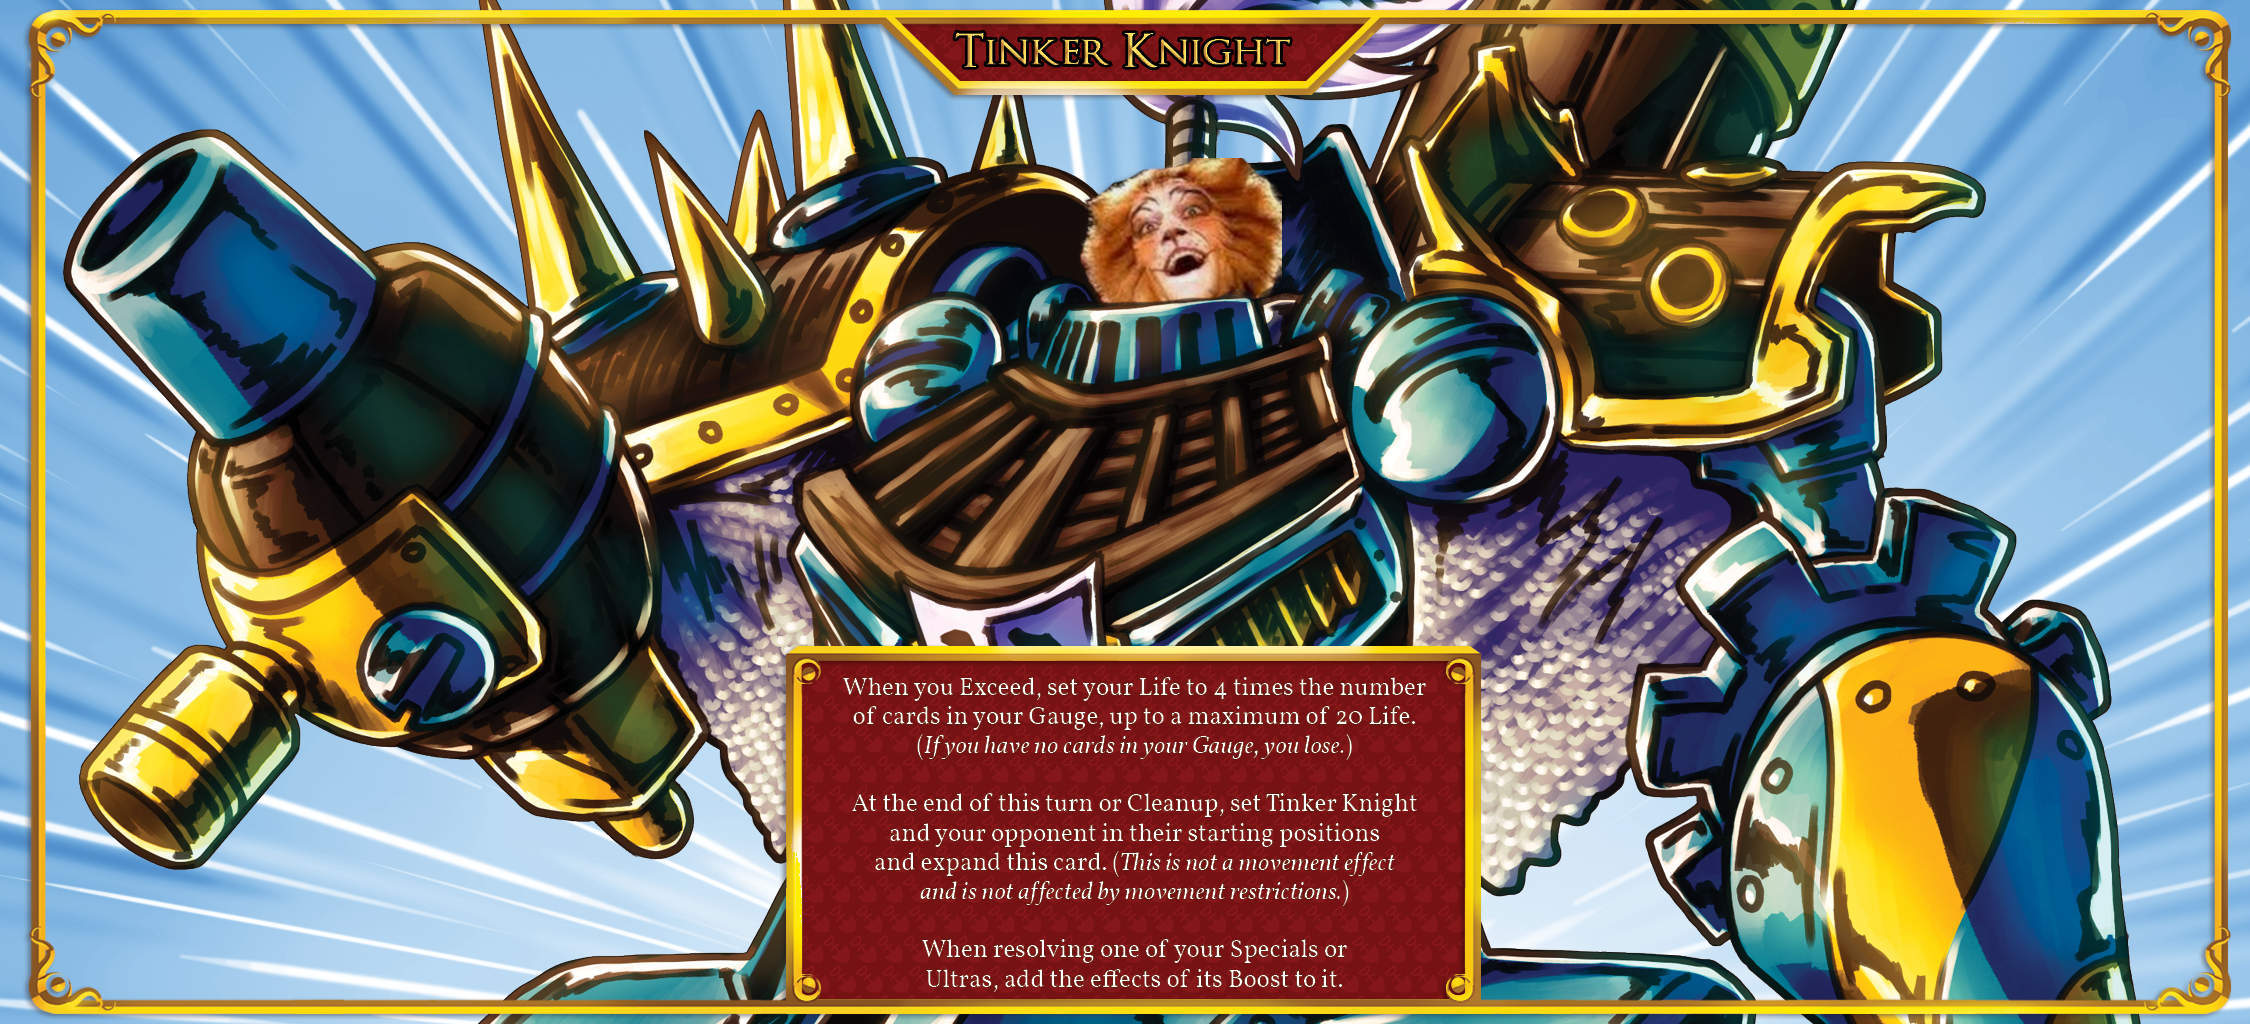 Tinker Knight
When you Exceed, set your Life to 4 times the number
of cards in your Gauge, up to a maximum of 20 Life.
(If you have no cards in your Gauge, you lose.)
At the end of this turn or Cleanup, set Tinker Knight
and your opponent in their starting positions
and expand this card. (This is not a movement effect
and is not affected by movement restrictions.)
When resolving one of your Specials or
Ultras, add the effects of its Boost to it.